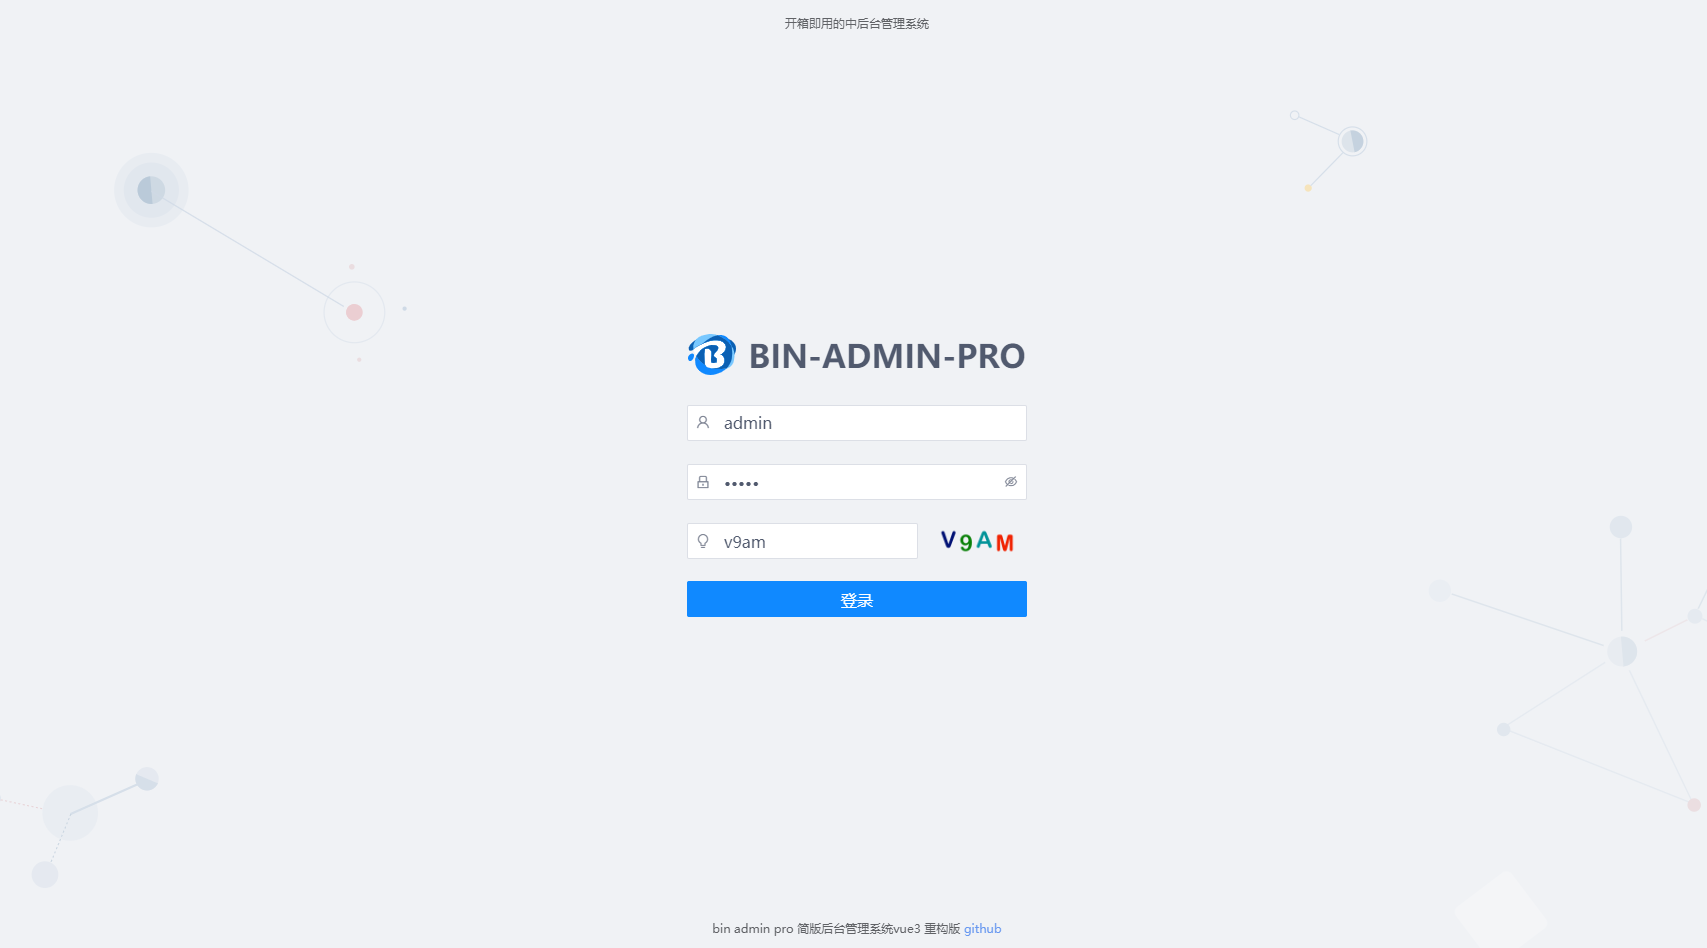 开箱即用的中后台管理系统
BIN-ADMIN-PRO
admin
•••••
v9am
V9AM
登录
bin admin pro 简版后台管理系统vue3 重构版 github